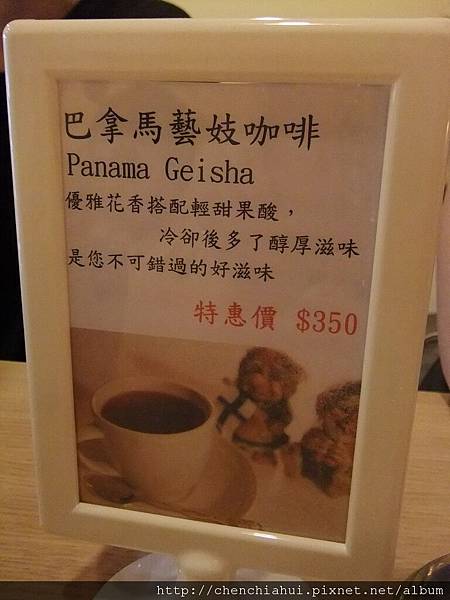 巴拿馬藝妓咖啡
Panama Geisha
優雅花香搭配輕甜果酸，
冷卻後多了醇厚滋味
是您不可錯過的好滋味
特惠價 $350
http://chenchiahui.pixnet.net/album